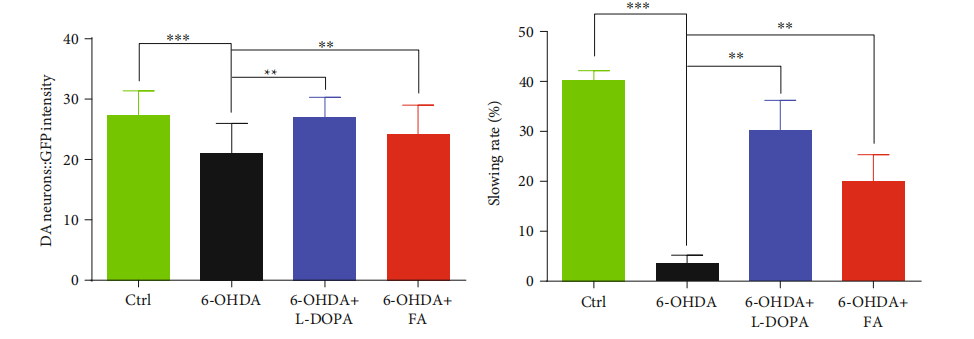 ***
**
**
40
30
20
10
0
DA neurons::GFP intensity
Ctrl
6-OHDA
6-OHDA+
L-DOPA
6-OHDA+
FA
***
**
**
50
40
30
20
10
0
Slowing rate (%)
Ctrl
6-OHDA
6-OHDA+
L-DOPA
6-OHDA+
FA